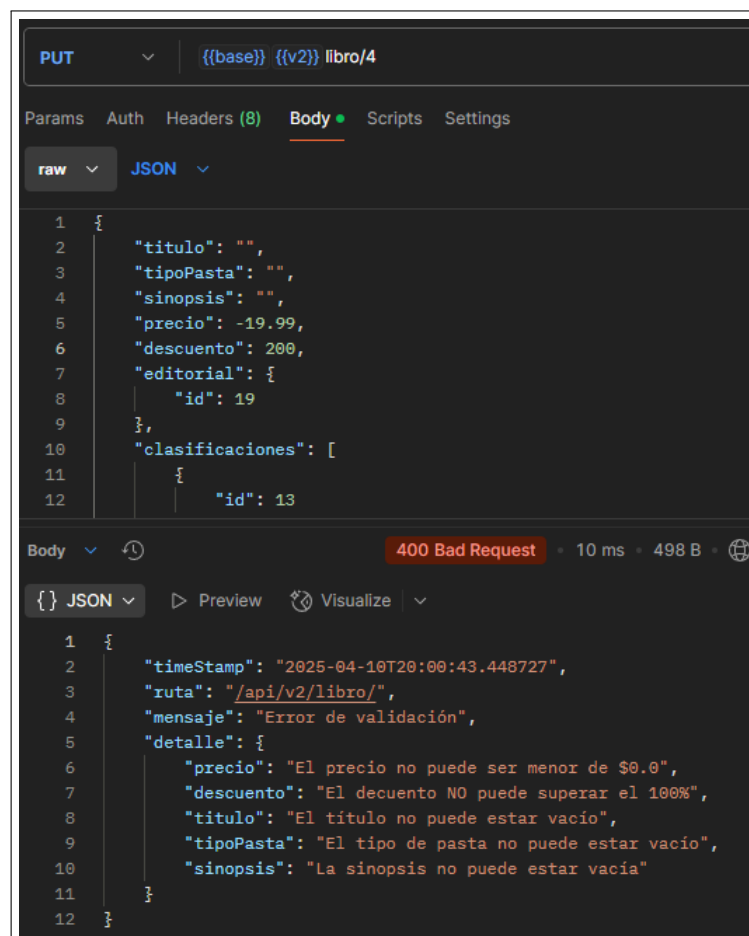 PUT {{base}} {{v2}} libro/4
Params Auth Headers (8) Body Scripts Settings
raw JSON
1 {
2 "titulo": "",
3 "tipoPasta": "",
4 "sinopsis": "",
5 "precio": -19.99,
6 "descuento": 200,
7 "editorial": {
8 "id": 19
9 },
10 "clasificaciones": [
11 {
12 "id": 13
Body 400 Bad Request 10 ms 498 B
{} JSON Preview Visualize
1 {
2 "timeStamp": "2025-04-10T20:00:43.448727",
3 "ruta": "/api/v2/libro/",
4 "mensaje": "Error de validación",
5 "detalle": {
6 "precio": "El precio no puede ser menor de $0.0",
7 "descuento": "El decuento NO puede superar el 100%",
8 "titulo": "El título no puede estar vacío",
9 "tipoPasta": "El tipo de pasta no puede estar vacío",
10 "sinopsis": "La sinopsis no puede estar vacía"
11 }
12 }